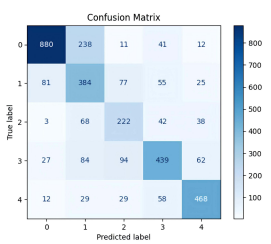 Confusion Matrix
0 880 238 11 41 12
1 81 384 77 55 25
2 3 68 222 42 38
3 27 84 94 439 62
4 12 29 29 58 468
0 1 2 3 4
Predicted label
True label
800
700
600
500
400
300
200
100